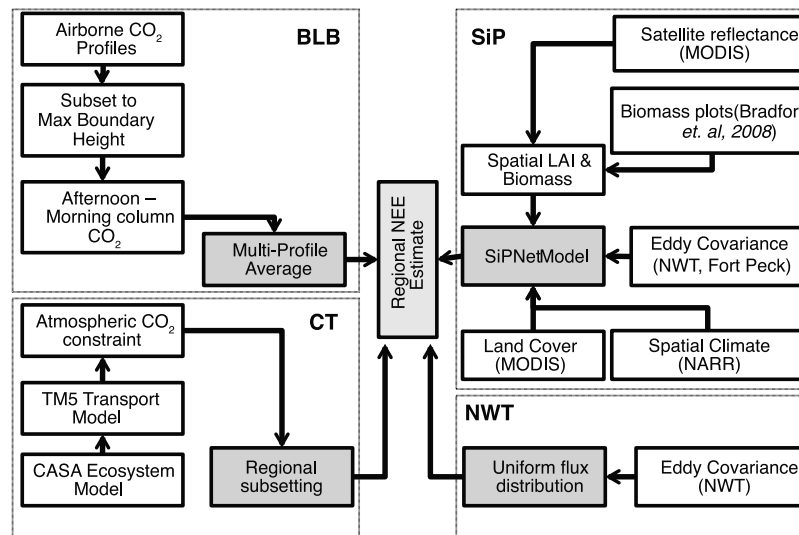 BLB
Airborne CO2
Profiles
Subset to
Max Boundary
Height
Afternoon –
Morning column
CO2
Multi-Profile
Average
CT
Atmospheric CO2
constraint
TM5 Transport
Model
CASA Ecosystem
Model
Regional
subsetting
Regional NEE
Estimate
SiP
Satellite reflectance
(MODIS)
Biomass plots(Bradfor
et. al, 2008)
Spatial LAI &
Biomass
SiPNetModel
Eddy Covariance
(NWT, Fort Peck)
Land Cover
(MODIS)
Spatial Climate
(NARR)
NWT
Uniform flux
distribution
Eddy Covariance
(NWT)